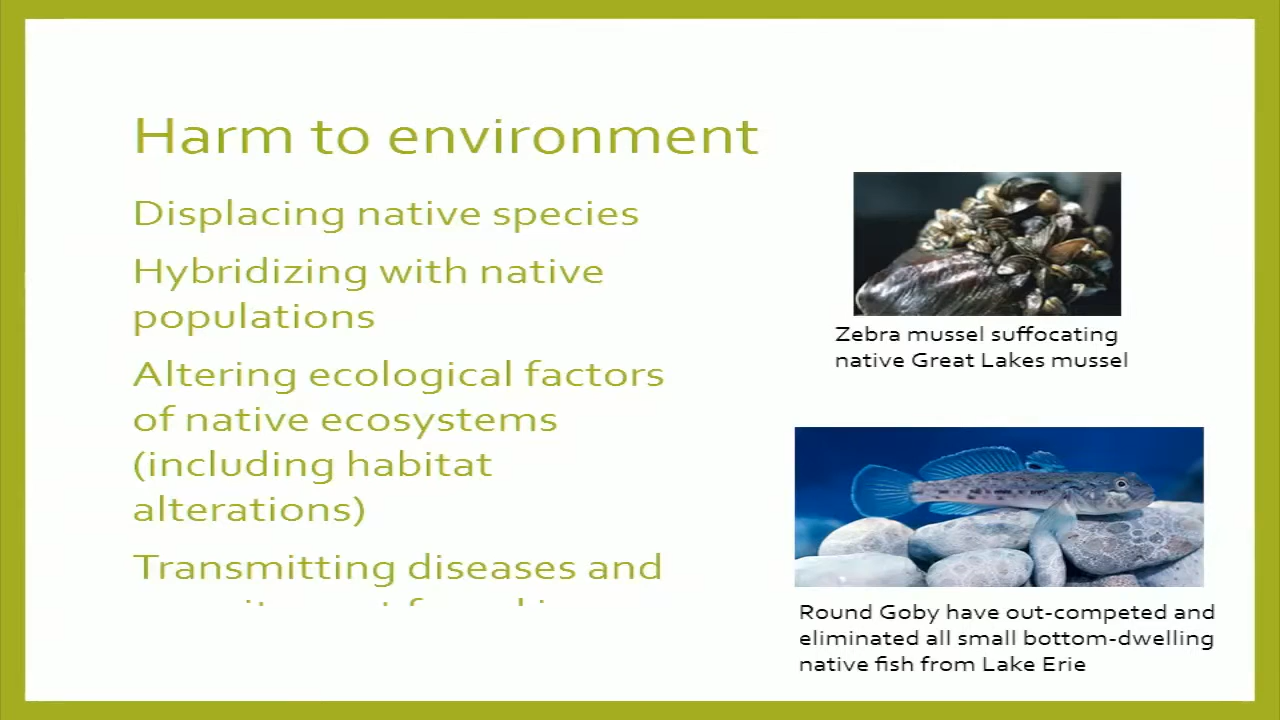 Harm to environment
Displacing native species
Hybridizing with native
populations
Altering ecological factors
of native ecosystems
(including habitat
alterations)
Transmitting diseases and
Zebra mussel suffocating
native Great Lakes mussel
Round Goby have out-competed and
eliminated all small bottom-dwelling
native fish from Lake Erie